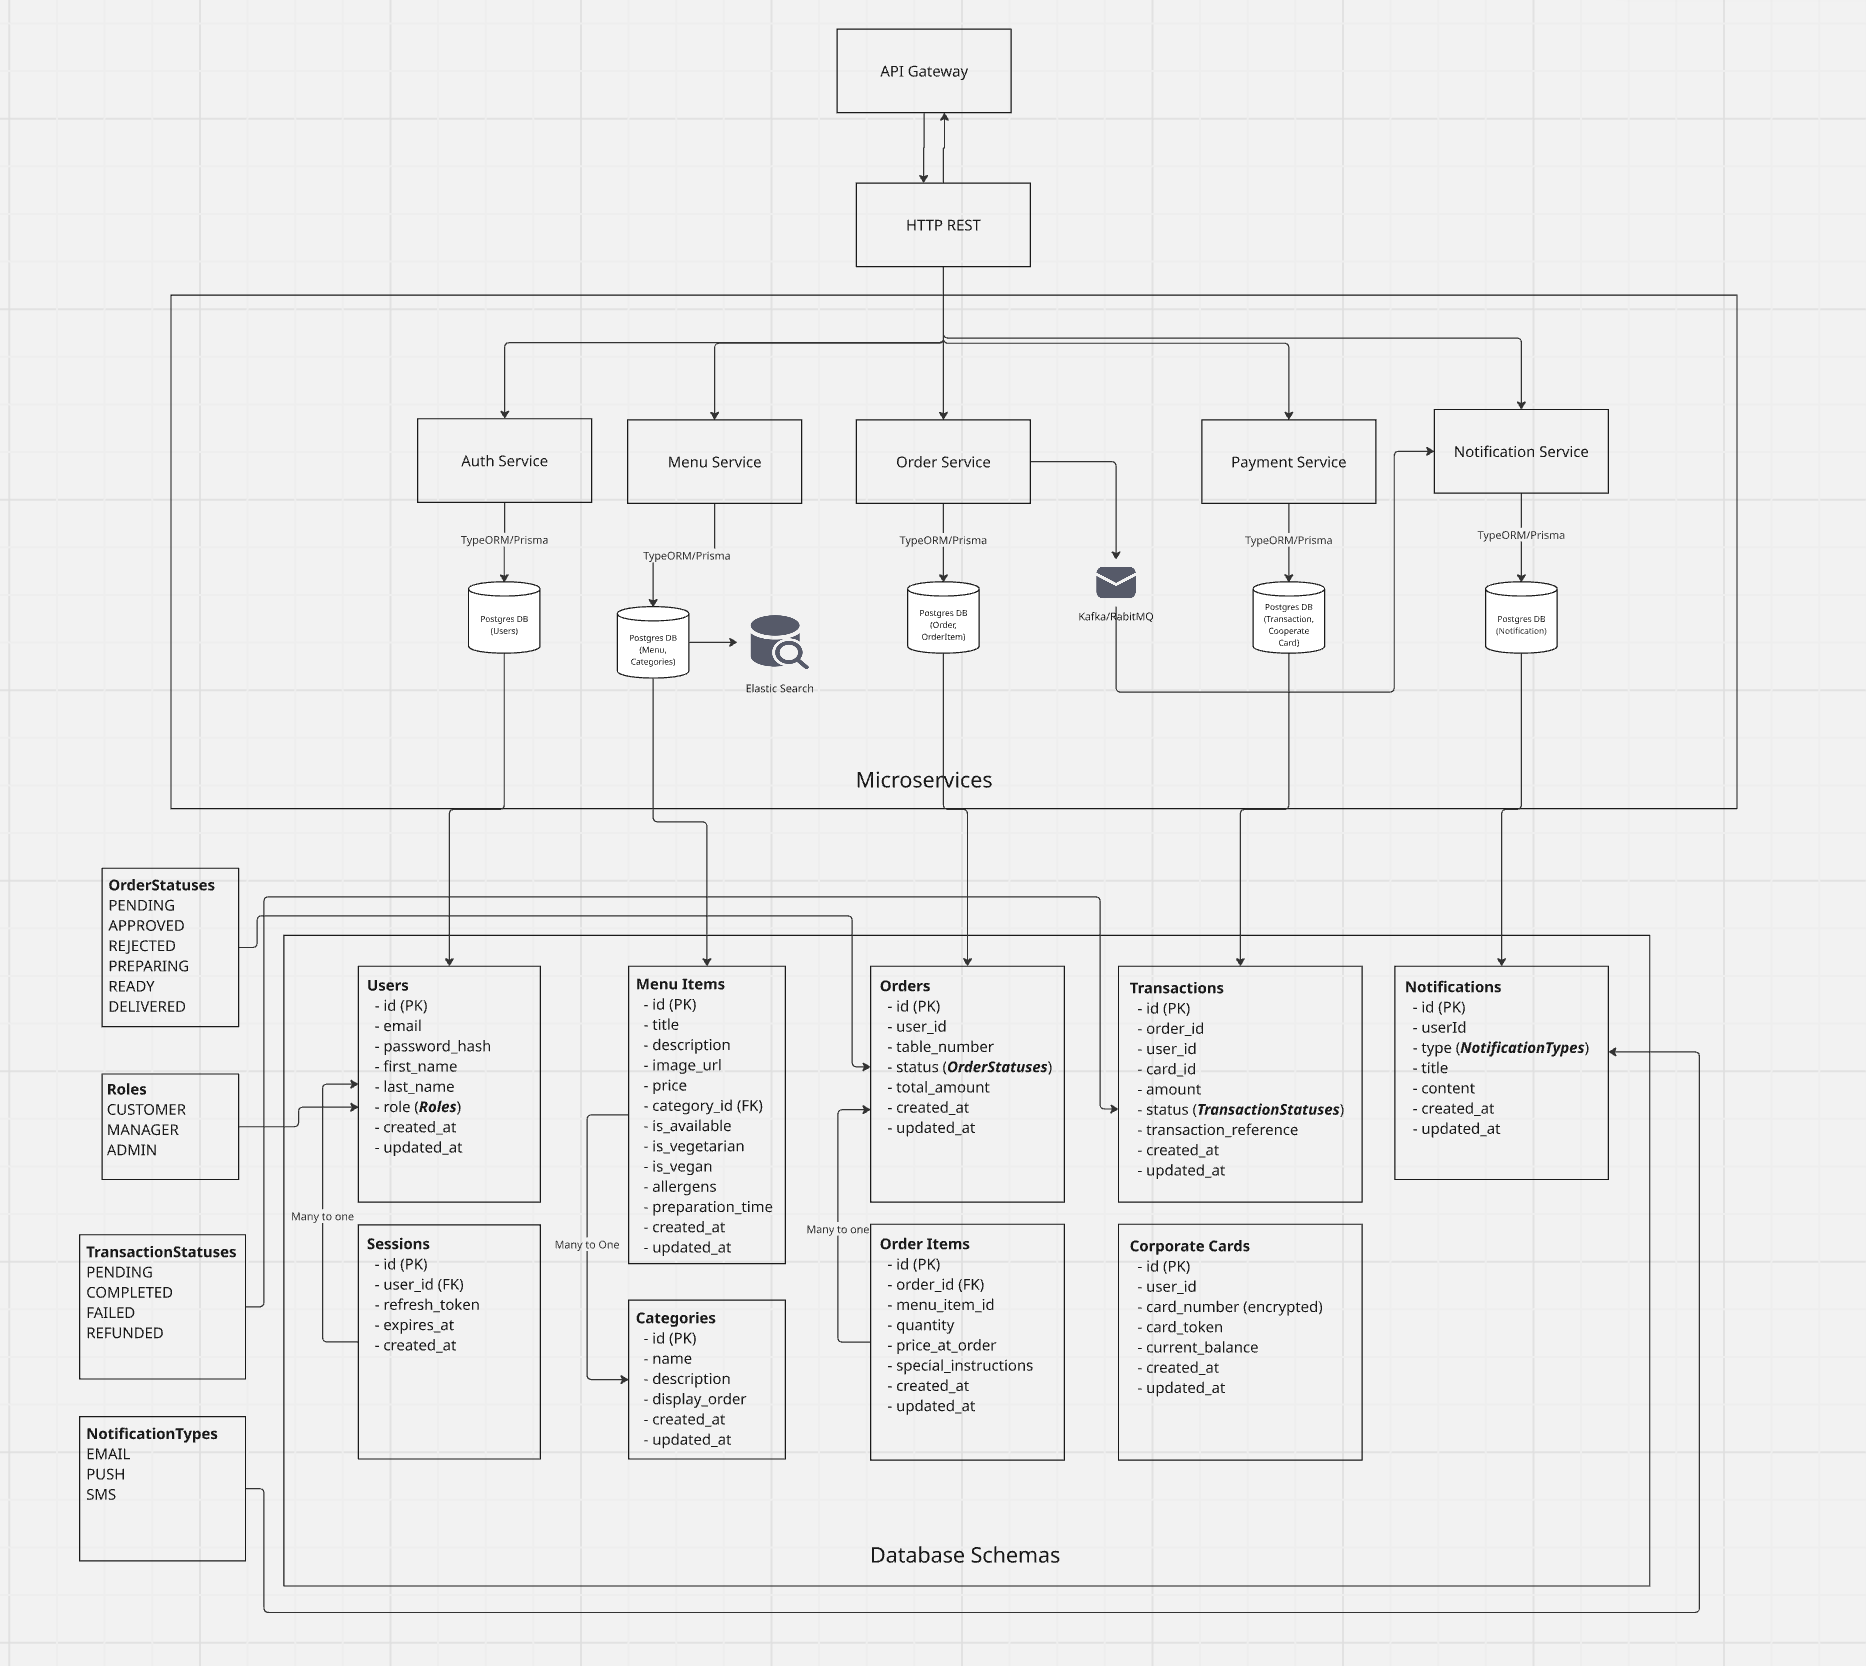 API Gateway
HTTP REST
Auth Service
Menu Service
Order Service
Payment Service
Notification Service
TypeORM/Prisma
TypeORM/Prisma
TypeORM/Prisma
TypeORM/Prisma
TypeORM/Prisma
Postgres DB
(Users)
Postgres DB
(Menu,
Categories)
Elastic Search
Postgres DB
(Order,
OrderItem)
Kafka/RabitMQ
Postgres DB
(Transaction,
Cooperate
Card)
Postgres DB
(Notification)
Microservices
OrderStatuses
PENDING
APPROVED
REJECTED
PREPARING
READY
DELIVERED
Roles
CUSTOMER
MANAGER
ADMIN
TransactionStatuses
PENDING
COMPLETED
FAILED
REFUNDED
NotificationTypes
EMAIL
PUSH
SMS
Users
- id (PK)
- email
- password_hash
- first_name
- last_name
- role (Roles)
- created_at
- updated_at
Many to one
Sessions
- id (PK)
- user_id (FK)
- refresh_token
- expires_at
- created_at
Menu Items
- id (PK)
- title
- description
- image_url
- price
- category_id (FK)
- is_available
- is_vegetarian
- is_vegan
- allergens
- preparation_time
- created_at
- updated_at
Many to One
Categories
- id (PK)
- name
- description
- display_order
- created_at
- updated_at
Orders
- id (PK)
- user_id
- table_number
- status (OrderStatuses)
- total_amount
- created_at
- updated_at
Many to one
Order Items
- id (PK)
- order_id (FK)
- menu_item_id
- quantity
- price_at_order
- special_instructions
- created_at
- updated_at
Transactions
- id (PK)
- order_id
- user_id
- card_id
- amount
- status (TransactionStatuses)
- transaction_reference
- created_at
- updated_at
Corporate Cards
- id (PK)
- user_id
- card_number (encrypted)
- card_token
- current_balance
- created_at
- updated_at
Notifications
- id (PK)
- userId
- type (NotificationTypes)
- title
- content
- created_at
- updated_at
Database Schemas